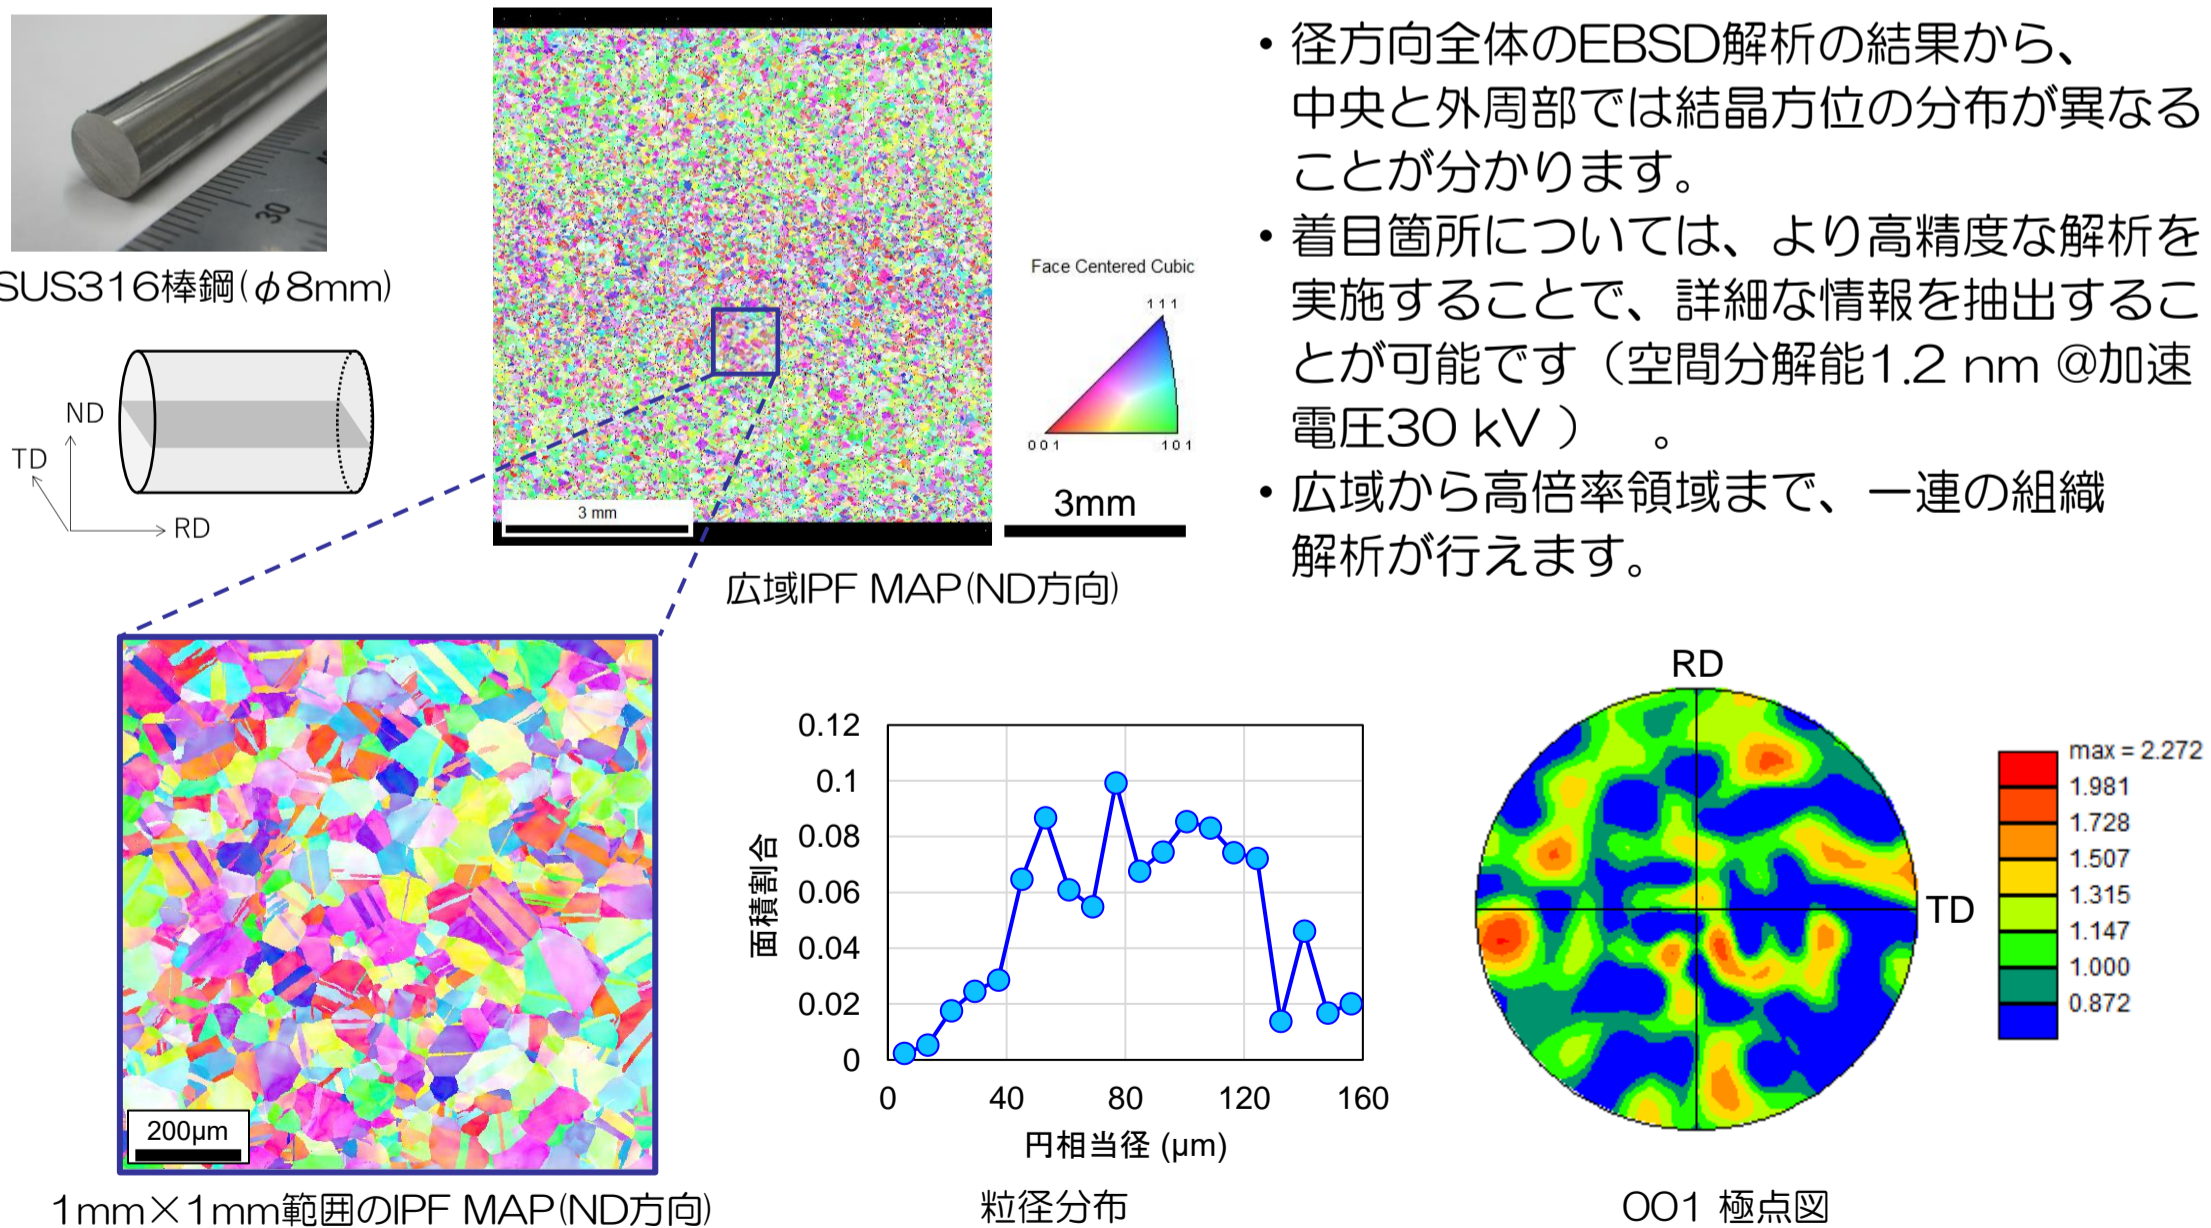 30
SUS316棒鋼(φ8mm)
ND
TD
RD
3 mm
広域IPF MAP(ND方向)
Face Centered Cubic
1 1 1
0 0 1
1 0 1
3mm
• 径方向全体のEBSD解析の結果から、
中央と外周部では結晶方位の分布が異なる
ことが分かります。
• 着目箇所については、より高精度な解析を
実施することで、詳細な情報を抽出するこ
とが可能です（空間分解能1.2 nm @加速
電圧30 kV ） 。
• 広域から高倍率領域まで、一連の組織
解析が行えます。
200μm
1mm×1mm範囲のIPF MAP(ND方向)
0.12
0.1
0.08
0.06
0.04
0.02
0
面積割合
0 40 80 120 160
円相当径 (μm)
粒径分布
RD
TD
max = 2.272
1.981
1.728
1.507
1.315
1.147
1.000
0.872
001 極点図